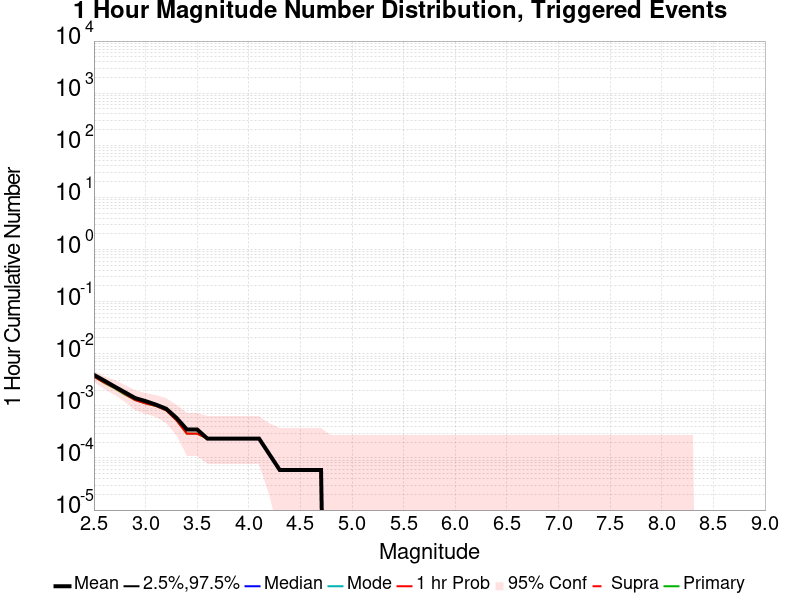 1 Hour Magnitude Number Distribution, Triggered Events
1 Hour Cumulative Number
10^4
10^3
10^2
10^1
10^0
10^-1
10^-2
10^-3
10^-4
10^-5
2.5 3.0 3.5 4.0 4.5 5.0 5.5 6.0 6.5 7.0 7.5 8.0 8.5 9.0
Magnitude
Mean 2.5%,97.5% Median Mode 1 hr Prob 95% Conf Supra Primary